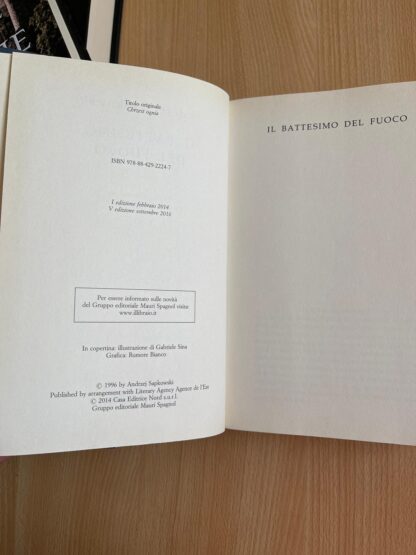 Titolo originale
Chrzest ognia
ISBN 978-88-429-2224-7
I edizione febbraio 2014
V edizione settembre 2016
Per essere informato sulle novità
del Gruppo editoriale Mauri Spagnol visita:
www.illibraio.it
In copertina: illustrazione di Gabriele Sina
Grafica: Rumore Bianco
© 1996 by Andrzej Sapkowski
Published by arrangement with Literary Agency Agence de l'Est
© 2014 Casa Editrice Nord s.u.r.l.
Gruppo editoriale Mauri Spagnol
IL BATTESIMO DEL FUOCO